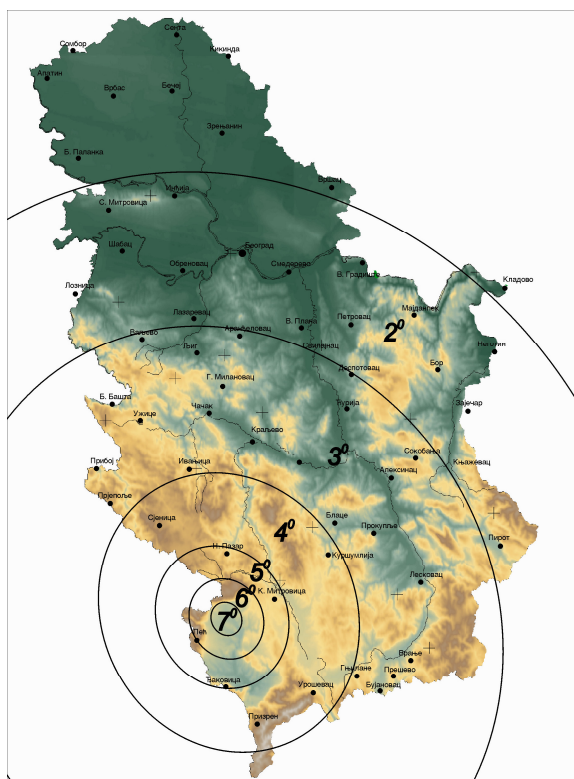 Сента
Сомбор
Кикинда
Апатин
Врбас
Бечеј
Зрењанин
Б. Паланка
Вршац
Инђија
С. Митровица
Шабац
Београд
Обреновац
Смедерево
В. Градиште
Кладово
Лозница
Мајданпек
Лазаревац
В. Плана
Петровац
2⁰
Ваљево
Аранђеловац
Свилајнац
Неготин
Љиг
Бор
Деспотовац
Г. Милановац
Б. Башта
Чачак
Ћуприја
Зајечар
Ужице
Краљево
3⁰
Сокобања
Књажевац
Прибој
Ивањица
Алексинац
Пријепоље
Сјеница
4⁰
Блаце
Прокупље
Пирот
Н. Пазар
Куршумлија
5⁰
Лесковац
6⁰
К. Митровица
7⁰
Пећ
Врање
Гњилане
Прешево
Ђаковица
Урошевац
Бујановац
Призрен